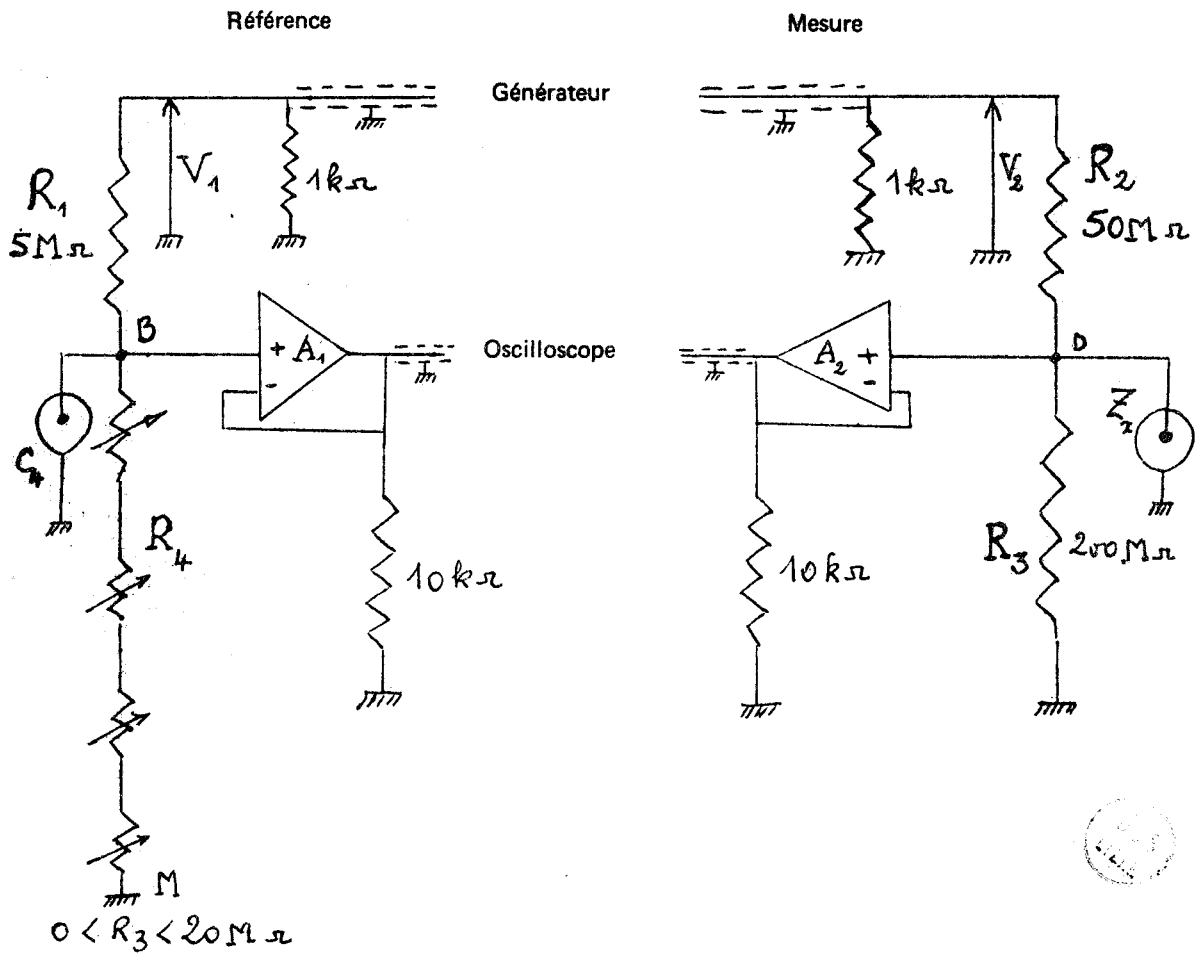 Référence
Mesure
Générateur
V₁
1kΩ
R₁
5MΩ
1kΩ
V₂
R₂
50MΩ
B
+ A₁
-
Oscilloscope
A₂ +
-
D
C₄
Zₓ
R₄
10kΩ
10kΩ
R₃ 200MΩ
M
0 < R₃ < 20MΩ